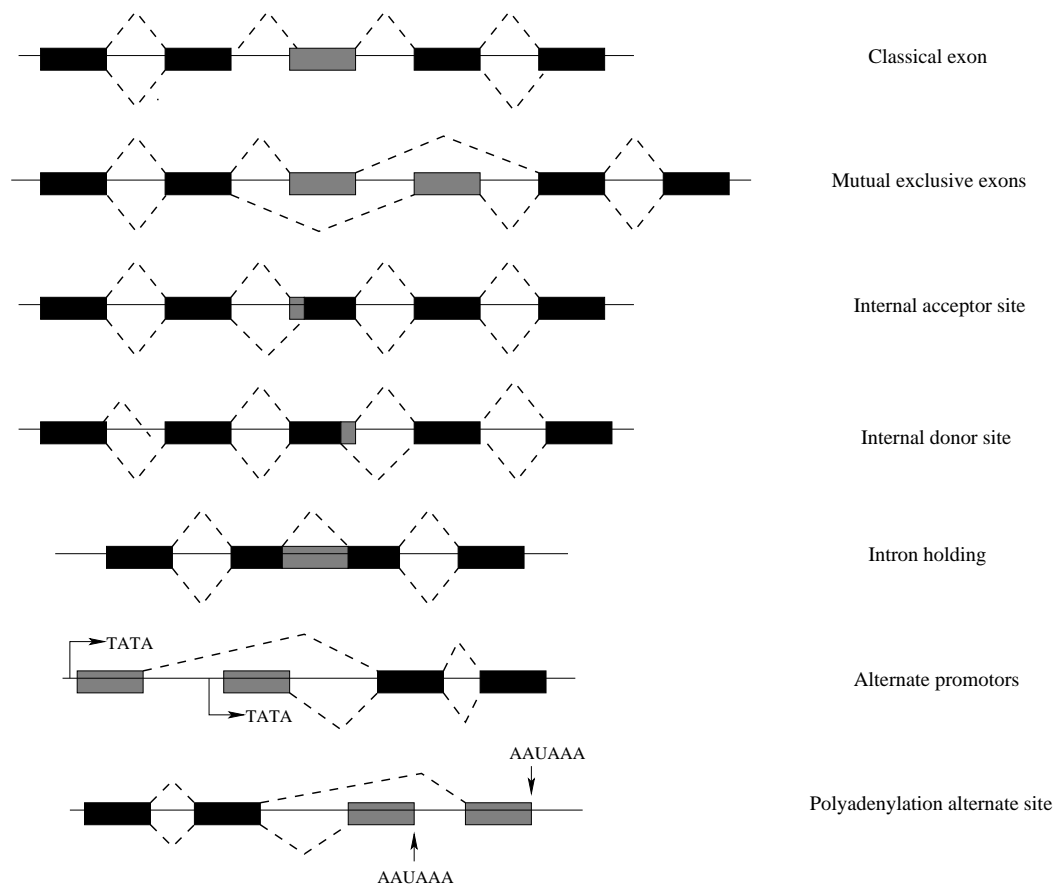 Classical exon
Mutual exclusive exons
Internal acceptor site
Internal donor site
Intron holding
TATA
TATA
Alternate promotors
AAUAAA
Polyadenylation alternate site
AAUAAA